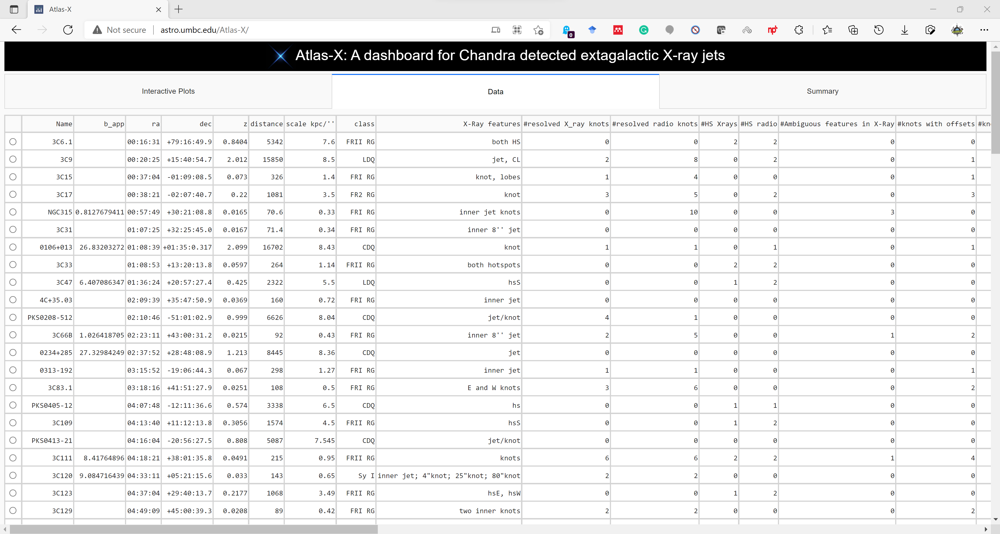 Atlas-X
Not secure astro.umbc.edu/Atlas-X/ 0 np
Atlas-X: A dashboard for Chandra detected extagalactic X-ray jets
Interactive Plots Data Summary
Name b_app ra dec z distance scale kpc/'' class X-Ray features #resolved X_ray knots #resolved radio knots #HS Xrays #HS radio #Ambiguous features in X-Ray #knots with offsets #kn
3C6.1 00:16:31 +79:16:49.9 0.8404 5342 7.6 FRII RG both HS 0 0 2 2 0 0
3C9 00:20:25 +15:40:54.7 2.012 15850 8.5 LDQ jet, CL 2 8 0 2 0 1
3C15 00:37:04 -01:09:08.5 0.073 326 1.4 FRI RG knot, lobes 1 4 0 0 0 1
3C17 00:38:21 -02:07:40.7 0.22 1081 3.5 FR2 RG knot 3 5 0 2 0 3
NGC315 0.8127679411 00:57:49 +30:21:08.8 0.0165 70.6 0.33 FRI RG inner jet knots 0 10 0 0 3 0
3C31 01:07:25 +32:25:45.0 0.0167 71.4 0.34 FRI RG inner 8'' jet 0 0 0 0 0 0
0106+013 26.83203272 01:08:39 +01:35:0.317 2.099 16702 8.43 CDQ knot 1 1 0 1 0 1
3C33 01:08:53 +13:20:13.8 0.0597 264 1.14 FRII RG both hotspots 0 0 2 2 0 0
3C47 6.407086347 01:36:24 +20:57:27.4 0.425 2322 5.5 LDQ hsS 0 0 1 2 0 0
4C+35.03 02:09:39 +35:47:50.9 0.0369 160 0.72 FRI RG inner jet 0 0 0 0 0 0
PKS0208-512 02:10:46 -51:01:02.9 0.999 6626 8.04 CDQ jet/knot 4 1 0 0 0 0
3C66B 1.026418705 02:23:11 +43:00:31.2 0.0215 92 0.43 FRI RG inner 8'' jet 2 5 0 0 1 2
0234+285 27.32984249 02:37:52 +28:48:08.9 1.213 8445 8.36 CDQ jet 0 0 0 0 0 0
0313-192 03:15:52 -19:06:44.3 0.067 298 1.27 FRI RG inner jet 1 1 0 0 0 1
3C83.1 03:18:16 +41:51:27.9 0.0251 108 0.5 FRI RG E and W knots 3 6 0 0 0 2
PKS0405-12 04:07:48 -12:11:36.6 0.574 3338 6.5 CDQ hs 0 0 1 1 0 0
3C109 04:13:40 +11:12:13.8 0.3056 1574 4.5 FRII RG hsS 0 0 1 2 0 0
PKS0413-21 04:16:04 -20:56:27.5 0.808 5087 7.545 CDQ jet/knot 0 0 0 0 0 0
3C111 8.41764896 04:18:21 +38:01:35.8 0.0491 215 0.95 FRII RG knots 6 6 2 2 1 4
3C120 9.084716439 04:33:11 +05:21:15.6 0.033 143 0.65 Sy I inner jet; 4"knot; 25"knot; 80"knot 2 2 0 0 0 0
3C123 04:37:04 +29:40:13.7 0.2177 1068 3.49 FRII RG hsE, hsW 0 0 1 2 0 0
3C129 04:49:09 +45:00:39.3 0.0208 89 0.42 FRI RG two inner knots 2 2 0 0 0 2